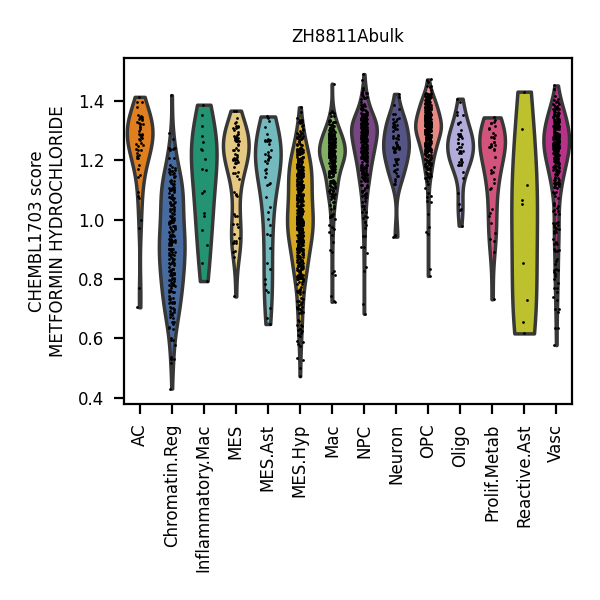 ZH8811Abulk
CHEMBL1703 score
METFORMIN HYDROCHLORIDE
1.4
1.2
1.0
0.8
0.6
0.4
AC
Chromatin.Reg
Inflammatory.Mac
MES
MES.Ast
MES.Hyp
Mac
NPC
Neuron
OPC
Oligo
Prolif.Metab
Reactive.Ast
Vasc